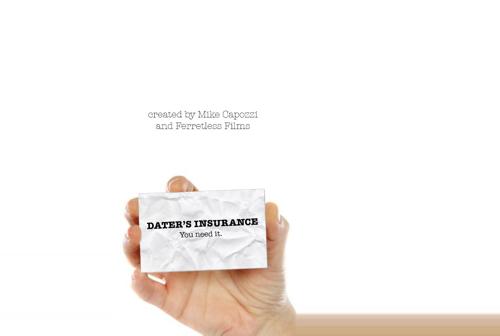 created by Mike Capozzi
and Ferretless Films
DATER'S INSURANCE
You need it.